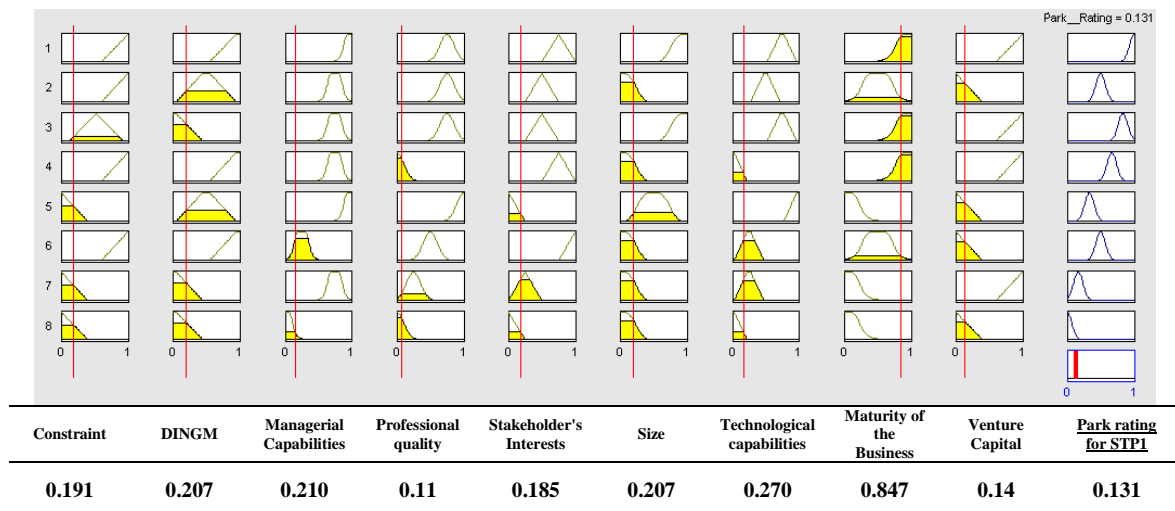 Park__Rating = 0.131
1
2
3
4
5
6
7
8
0 1 0 1 0 1 0 1 0 1 0 1 0 1 0 1 0 1
0 1
Constraint DINGM Managerial Capabilities Professional quality Stakeholder's Interests Size Technological capabilities Maturity of the Business Venture Capital Park rating for STP1
0.191 0.207 0.210 0.11 0.185 0.207 0.270 0.847 0.14 0.131